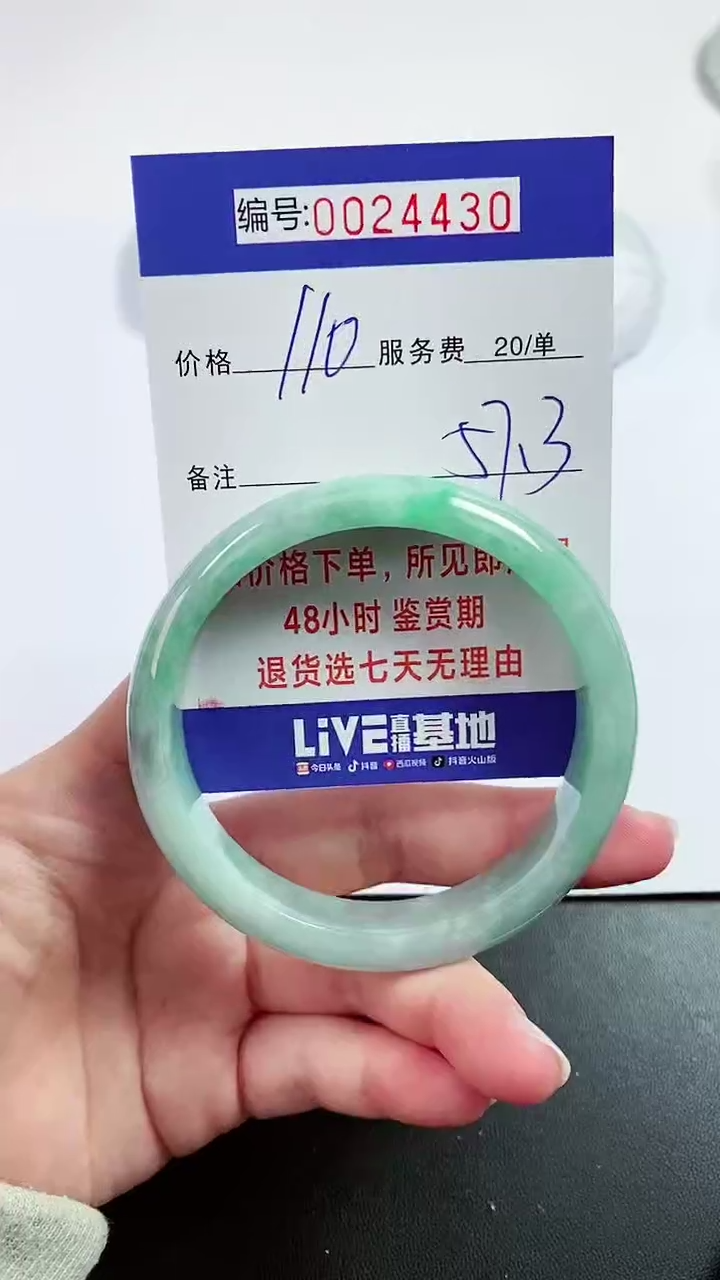 编号:0024430
价格 110 服务费 20/单
备注 57.3
价格下单，所见即
48小时 鉴赏期
退货选七天无理由
LiVE直播基地
今日头条 抖音 西瓜视频 抖音火山版